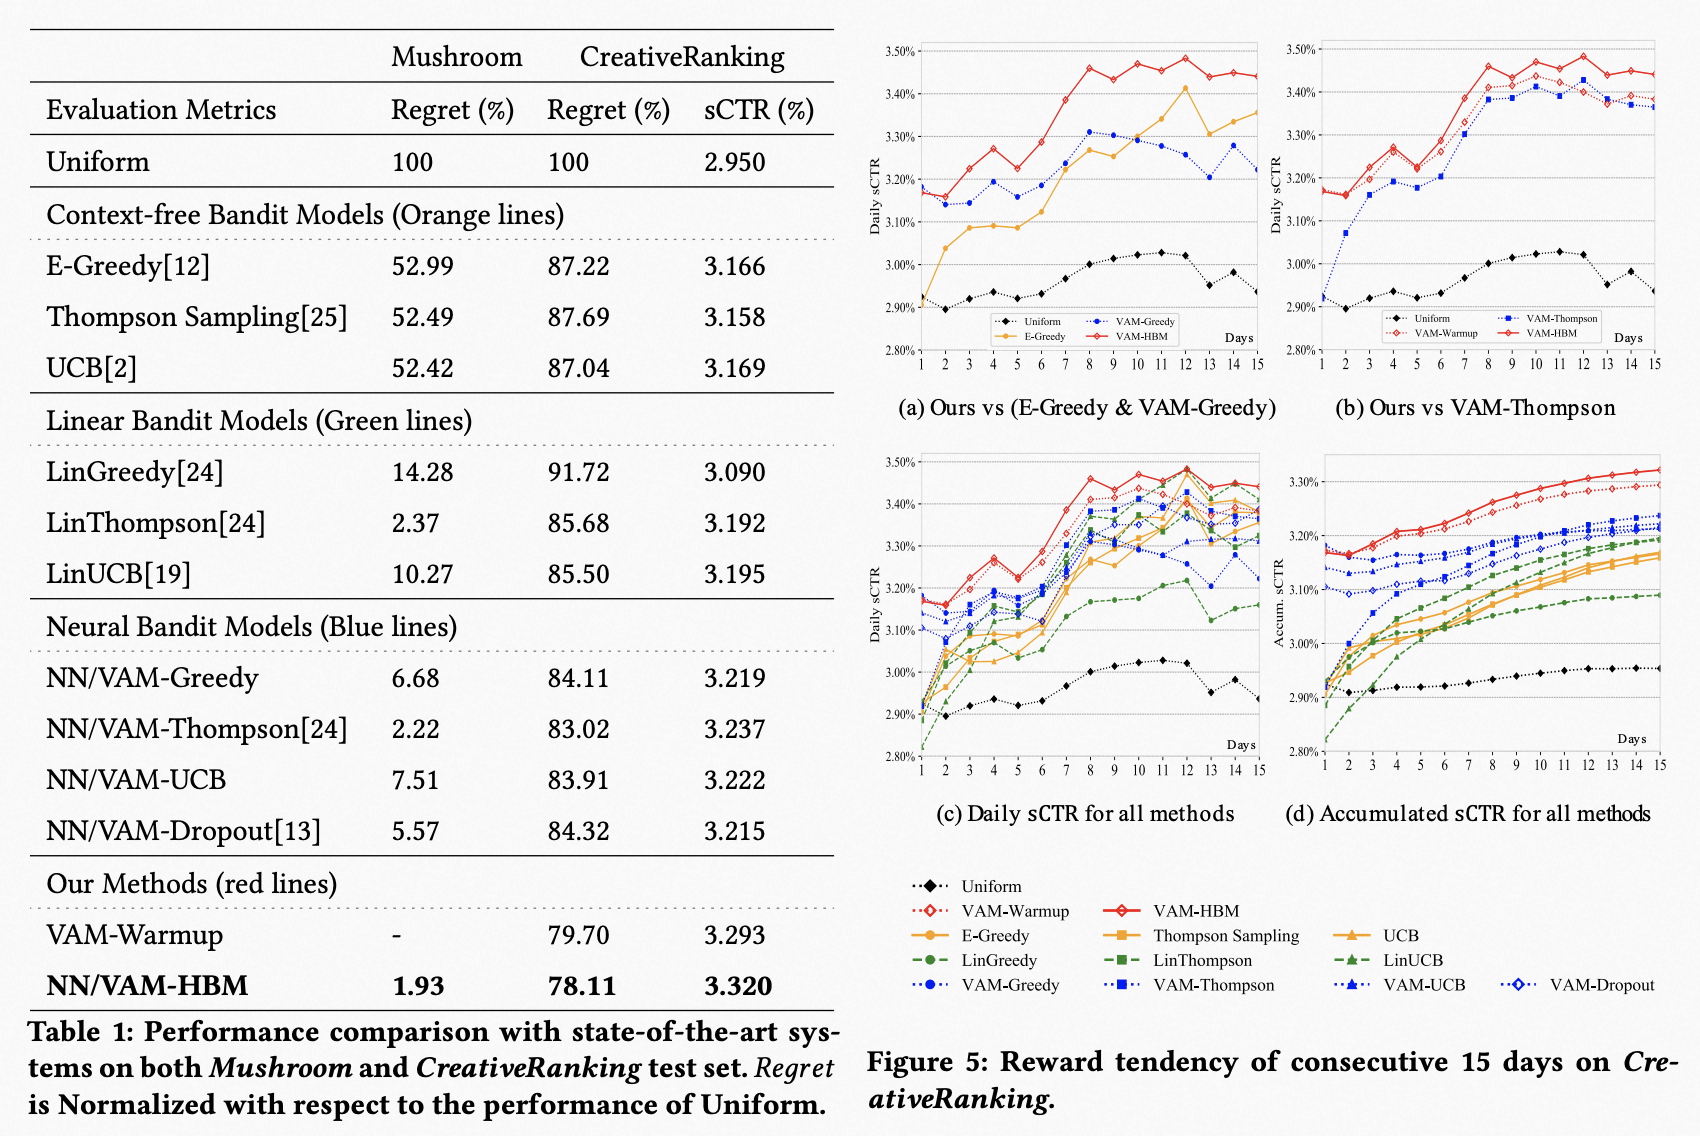 Mushroom CreativeRanking
Evaluation Metrics Regret (%) Regret (%) sCTR (%)
Uniform 100 100 2.950
Context-free Bandit Models (Orange lines)
E-Greedy[12] 52.99 87.22 3.166
Thompson Sampling[25] 52.49 87.69 3.158
UCB[2] 52.42 87.04 3.169
Linear Bandit Models (Green lines)
LinGreedy[24] 14.28 91.72 3.090
LinThompson[24] 2.37 85.68 3.192
LinUCB[19] 10.27 85.50 3.195
Neural Bandit Models (Blue lines)
NN/VAM-Greedy 6.68 84.11 3.219
NN/VAM-Thompson[24] 2.22 83.02 3.237
NN/VAM-UCB 7.51 83.91 3.222
NN/VAM-Dropout[13] 5.57 84.32 3.215
Our Methods (red lines)
VAM-Warmup - 79.70 3.293
NN/VAM-HBM 1.93 78.11 3.320
Table 1: Performance comparison with state-of-the-art sys-
tems on both Mushroom and CreativeRanking test set. Regret
is Normalized with respect to the performance of Uniform.
3.50%
3.40%
3.30%
3.20%
3.10%
3.00%
2.90%
2.80%
Daily sCTR
Uniform VAM-Greedy
E-Greedy VAM-HBM
Days
1 2 3 4 5 6 7 8 9 10 11 12 13 14 15
(a) Ours vs (E-Greedy & VAM-Greedy)
3.50%
3.40%
3.30%
3.20%
3.10%
3.00%
2.90%
2.80%
Daily sCTR
Uniform VAM-Thompson
VAM-Warmup VAM-HBM
Days
1 2 3 4 5 6 7 8 9 10 11 12 13 14 15
(b) Ours vs VAM-Thompson
3.50%
3.40%
3.30%
3.20%
3.10%
3.00%
2.90%
2.80%
Daily sCTR
Days
1 2 3 4 5 6 7 8 9 10 11 12 13 14 15
(c) Daily sCTR for all methods
3.30%
3.20%
3.10%
3.00%
2.90%
2.80%
Accum. sCTR
Days
1 2 3 4 5 6 7 8 9 10 11 12 13 14 15
(d) Accumulated sCTR for all methods
Uniform
VAM-Warmup VAM-HBM
E-Greedy Thompson Sampling UCB
LinGreedy LinThompson LinUCB
VAM-Greedy VAM-Thompson VAM-UCB VAM-Dropout
Figure 5: Reward tendency of consecutive 15 days on Cre-
ativeRanking.